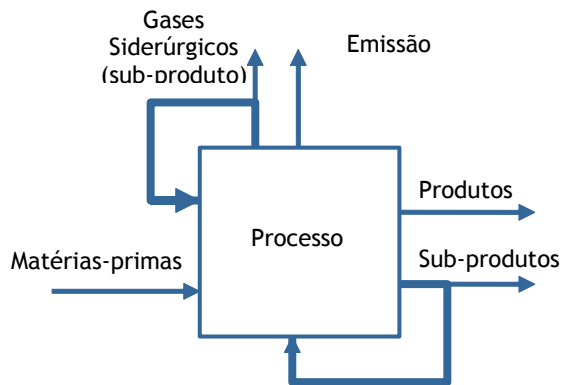 Gases
Siderúrgicos
(sub-produto)
Emissão
Produtos
Processo
Matérias-primas
Sub-produtos